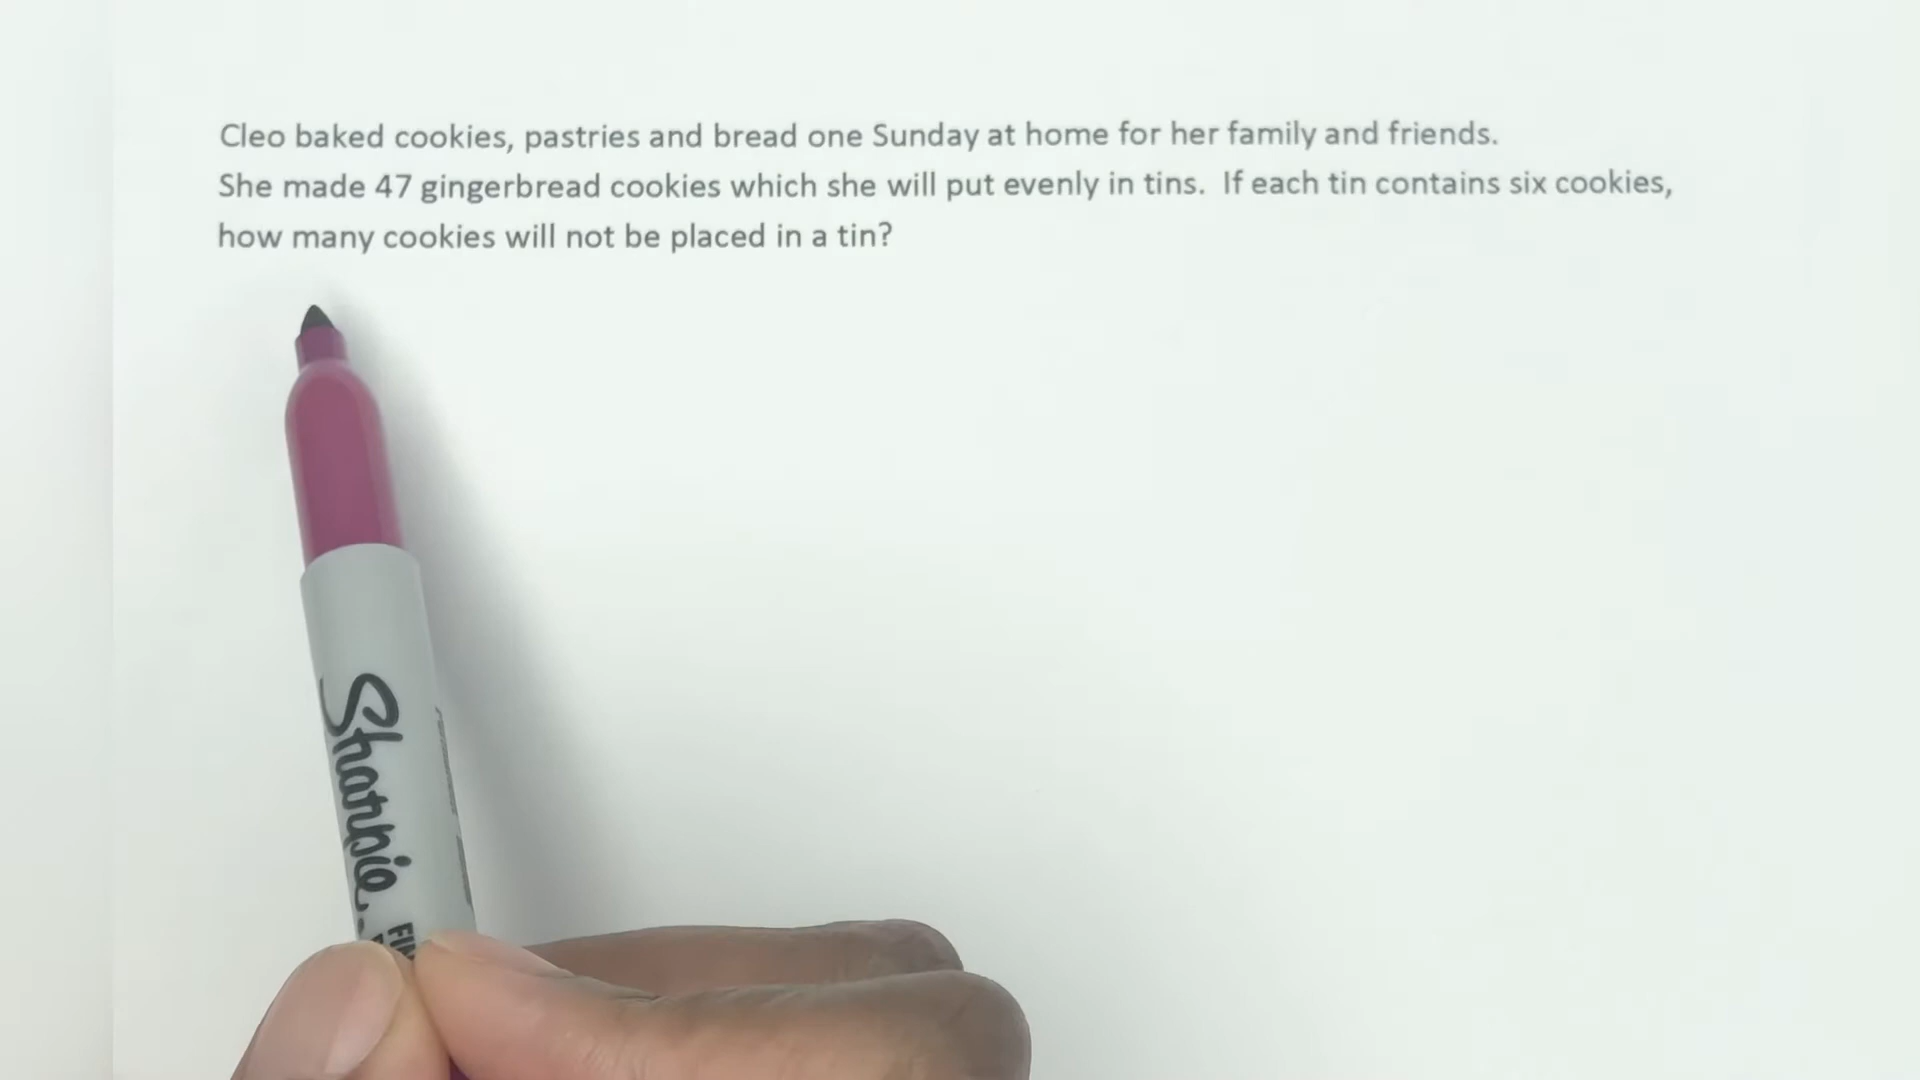 Cleo baked cookies, pastries and bread one Sunday at home for her family and friends.
She made 47 gingerbread cookies which she will put evenly in tins. If each tin contains six cookies,
how many cookies will not be placed in a tin?
Sharpie